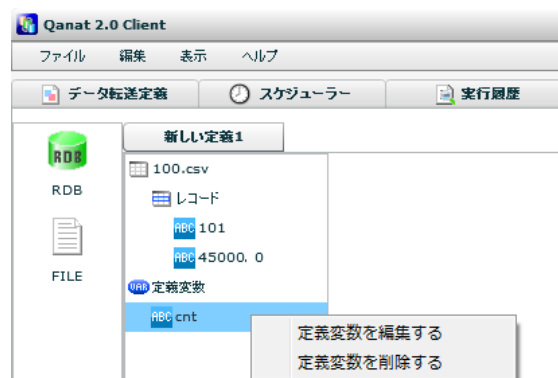 Qanat 2.0 Client
ファイル 編集 表示 ヘルプ
データ転送定義 スケジューラー 実行履歴
新しい定義1
RDB
RDB
FILE
100.csv
レコード
ABC 101
ABC 45000. 0
VAR 定義変数
ABC cnt
定義変数を編集する
定義変数を削除する